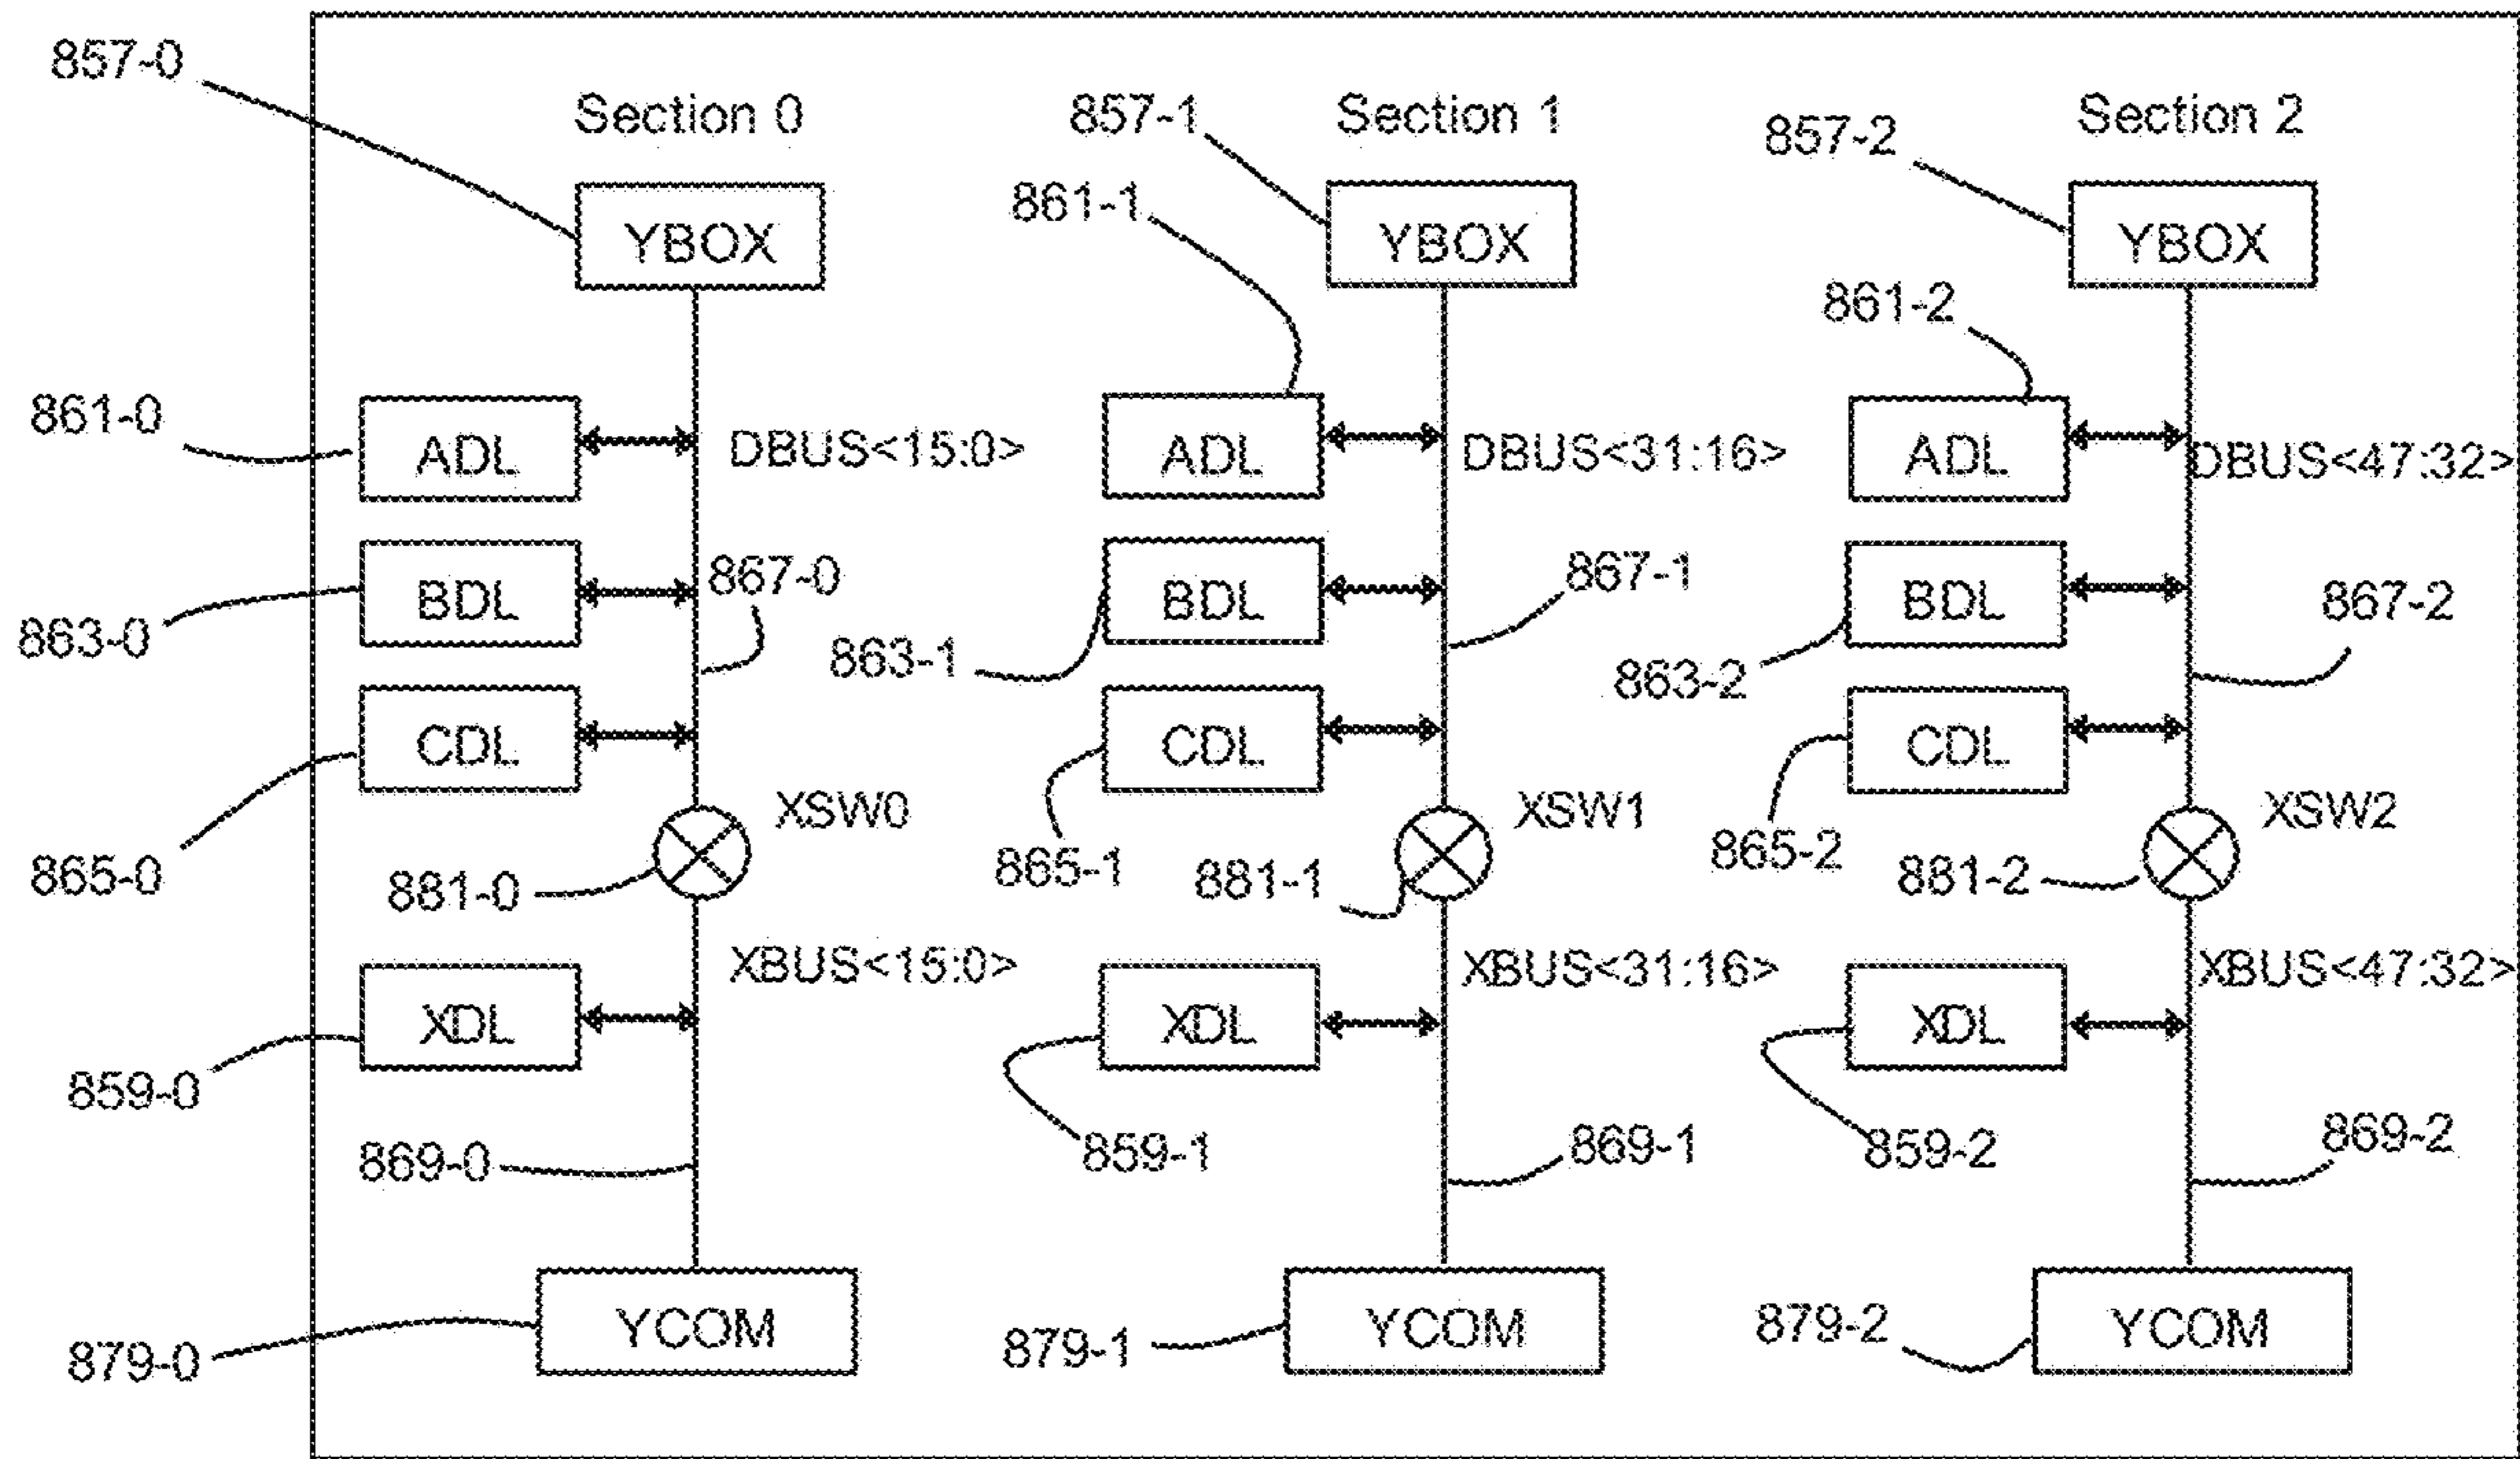 857-0
Section 0
857-1
Section 1
857-2
Section 2
861-1
YBOX
YBOX
YBOX
861-2
861-0
ADL
DBUS<15:0>
ADL
DBUS<31:16>
ADL
DBUS<47:32>
863-0
BDL
867-0
863-1
BDL
867-1
863-2
BDL
867-2
865-0
CDL
XSW0
881-0
865-1
CDL
XSW1
881-1
865-2
CDL
XSW2
881-2
859-0
XDL
XBUS<15:0>
869-0
859-1
XDL
XBUS<31:16>
869-1
859-2
XDL
XBUS<47:32>
869-2
879-0
YCOM
879-1
YCOM
879-2
YCOM